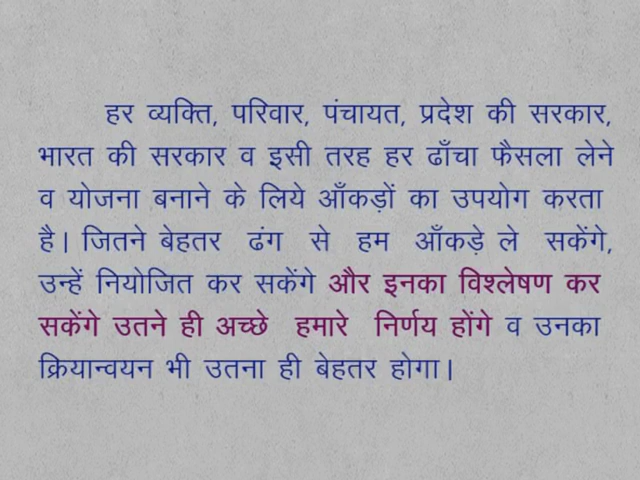 हर व्यक्ति, परिवार, पंचायत, प्रदेश की सरकार,
भारत की सरकार व इसी तरह हर ढाँचा फैसला लेने
व योजना बनाने के लिये आँकड़ों का उपयोग करता
है। जितने बेहतर ढंग से हम आँकड़े ले सकेंगे,
उन्हें नियोजित कर सकेंगे और इनका विश्लेषण कर
सकेंगे उतने ही अच्छे हमारे निर्णय होंगे व उनका
क्रियान्वयन भी उतना ही बेहतर होगा।